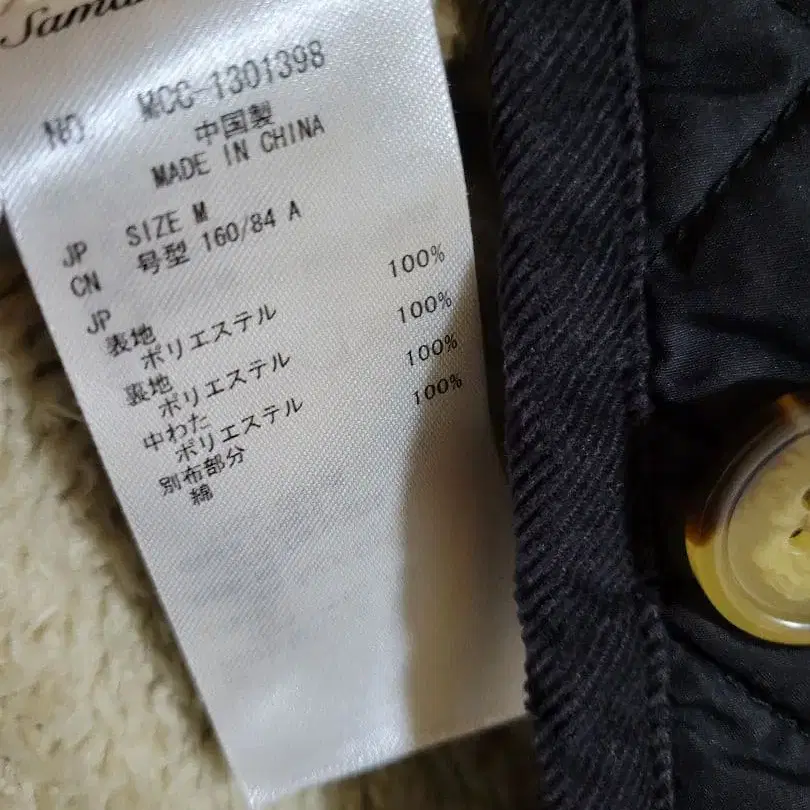 NO. MCC-1301398
中国製
MADE IN CHINA
JP SIZE M
CN 号型 160/84 A
JP
表地
ポリエステル 100%
裏地
ポリエステル 100%
中わた
ポリエステル 100%
別布部分
綿 100%